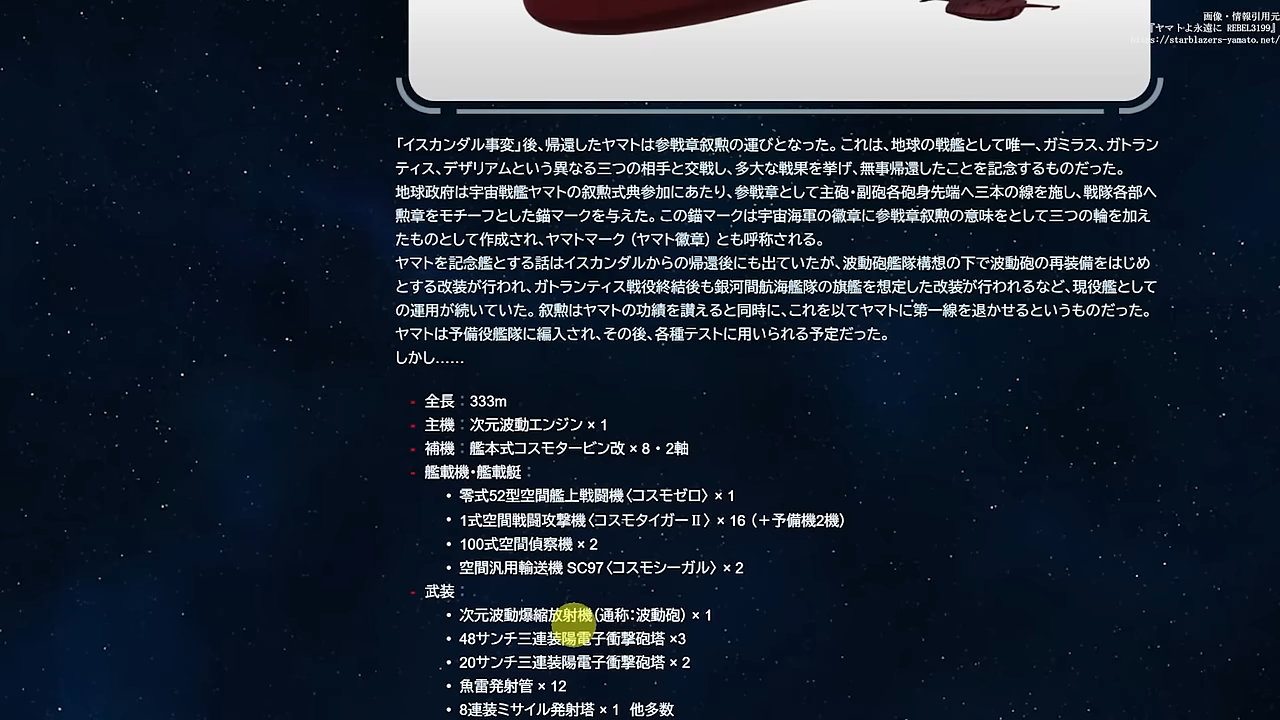 画像・情報引用元
『ヤマトよ永遠に REBEL3199』
https://starblazers-yamato.net/
「イスカンダル事変」後、帰還したヤマトは参戦章叙勲の運びとなった。これは、地球の戦艦として唯一、ガミラス、ガトラン
ティス、デザリアムという異なる三つの相手と交戦し、多大な戦果を挙げ、無事帰還したことを記念するものだった。
地球政府は宇宙戦艦ヤマトの叙勲式典参加にあたり、参戦章として主砲・副砲各砲身先端へ三本の線を施し、戦隊各部へ
勲章をモチーフとした錨マークを与えた。この錨マークは宇宙海軍の徽章に参戦章叙勲の意味をとして三つの輪を加え
たものとして作成され、ヤマトマーク（ヤマト徽章）とも呼称される。
ヤマトを記念艦とする話はイスカンダルからの帰還後にも出ていたが、波動砲艦隊構想の下で波動砲の再装備をはじめ
とする改装が行われ、ガトランティス戦役終結後も銀河間航海艦隊の旗艦を想定した改装が行われるなど、現役艦として
の運用が続いていた。叙勲はヤマトの功績を讃えると同時に、これを以てヤマトに第一線を退かせるというものだった。
ヤマトは予備役艦隊に編入され、その後、各種テストに用いられる予定だった。
しかし……
- 全長：333m
- 主機：次元波動エンジン × 1
- 補機：艦本式コスモタービン改 × 8・2軸
- 艦載機・艦載艇：
• 零式52型空間艦上戦闘機〈コスモゼロ〉 × 1
• 1式空間戦闘攻撃機〈コスモタイガーⅡ〉 × 16（＋予備機2機）
• 100式空間偵察機 × 2
• 空間汎用輸送機 SC97〈コスモシーガル〉 × 2
- 武装：
• 次元波動爆縮放射機（通称：波動砲） × 1
• 48サンチ三連装陽電子衝撃砲塔 ×3
• 20サンチ三連装陽電子衝撃砲塔 × 2
• 魚雷発射管 × 12
• 8連装ミサイル発射塔 × 1 他多数